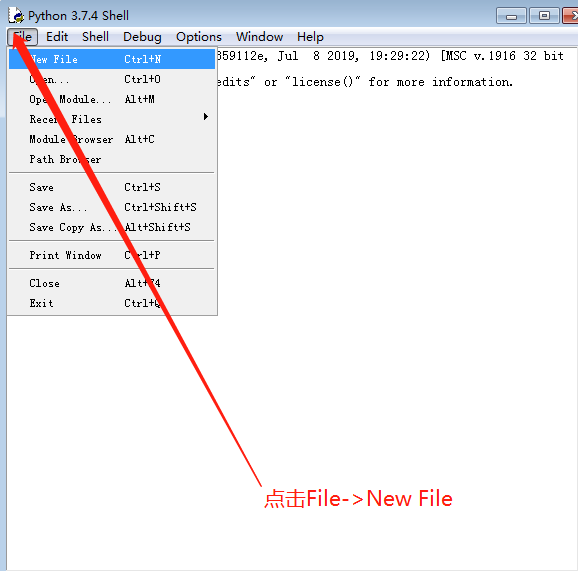 Python 3.7.4 Shell
File Edit Shell Debug Options Window Help
New File Ctrl+N
859112e, Jul 8 2019, 19:29:22) [MSC v.1916 32 bit
Open... Ctrl+O
edits" or "license()" for more information.
Open Module... Alt+M
Recent Files
Module Browser Alt+C
Path Browser
Save Ctrl+S
Save As... Ctrl+Shift+S
Save Copy As... Alt+Shift+S
Print Window Ctrl+P
Close Alt+F4
Exit Ctrl+Q
点击File->New File